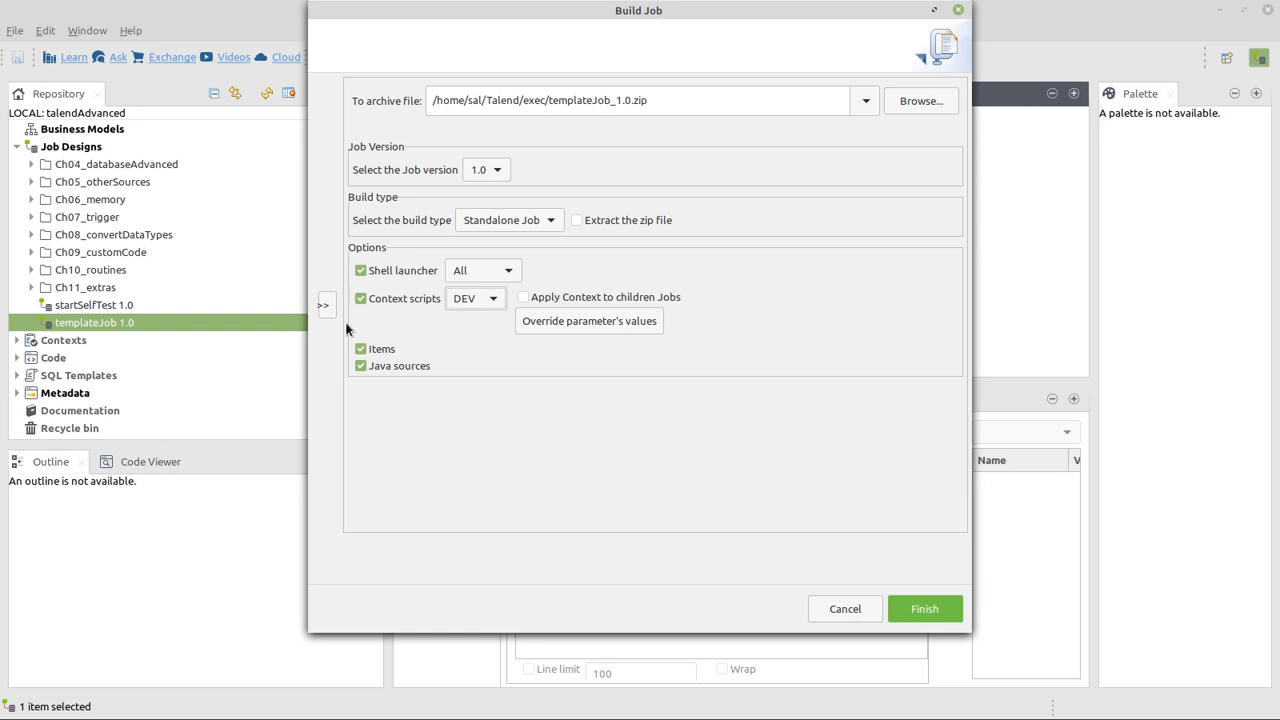 Build Job
File Edit Window Help
Learn Ask Exchange Videos Cloud
Repository
LOCAL: talendAdvanced
Business Models
Job Designs
Ch04_databaseAdvanced
Ch05_otherSources
Ch06_memory
Ch07_trigger
Ch08_convertDataTypes
Ch09_customCode
Ch10_routines
Ch11_extras
startSelfTest 1.0
templateJob 1.0
Contexts
Code
SQL Templates
Metadata
Documentation
Recycle bin
Outline Code Viewer
An outline is not available.
To archive file: /home/sal/Talend/exec/templateJob_1.0.zip Browse...
Job Version
Select the Job version 1.0
Build type
Select the build type Standalone Job Extract the zip file
Options
Shell launcher All
Context scripts DEV Apply Context to children Jobs
>>
Override parameter's values
Items
Java sources
Cancel Finish
Palette
A palette is not available.
Name V
Line limit 100 Wrap
1 item selected